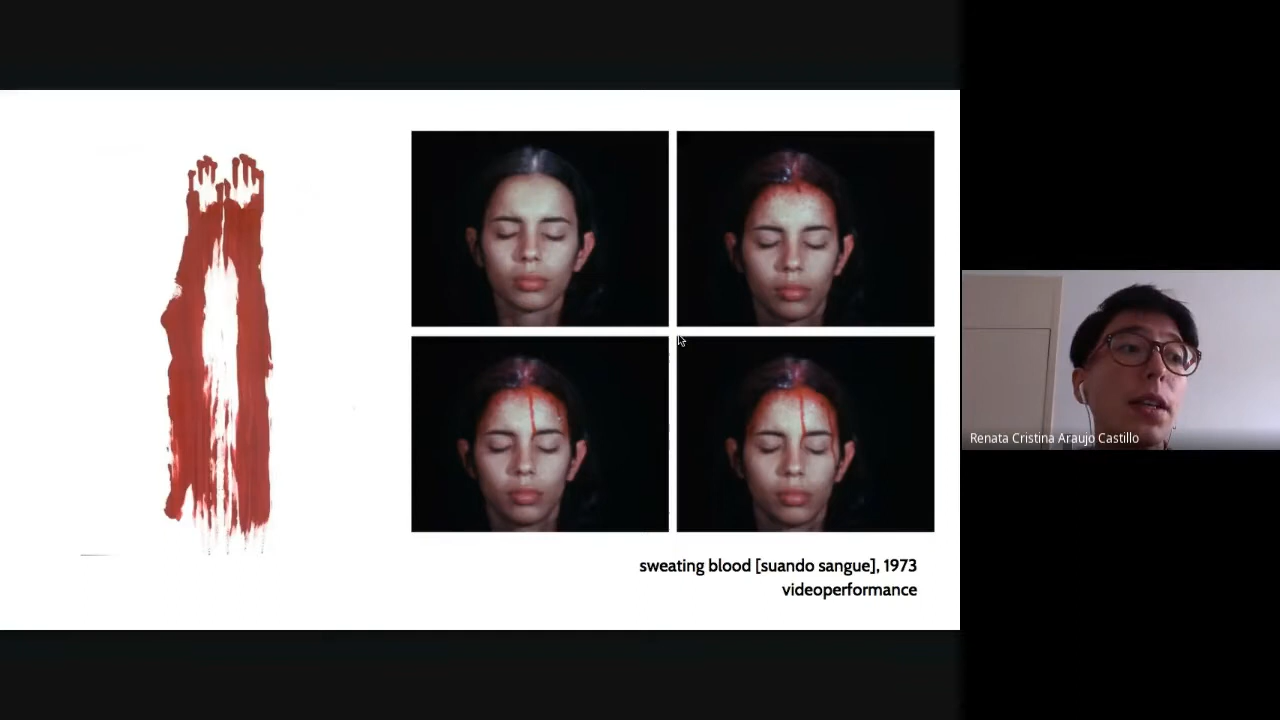 sweating blood [suando sangue], 1973
videoperformance
Renata Cristina Araujo Castillo